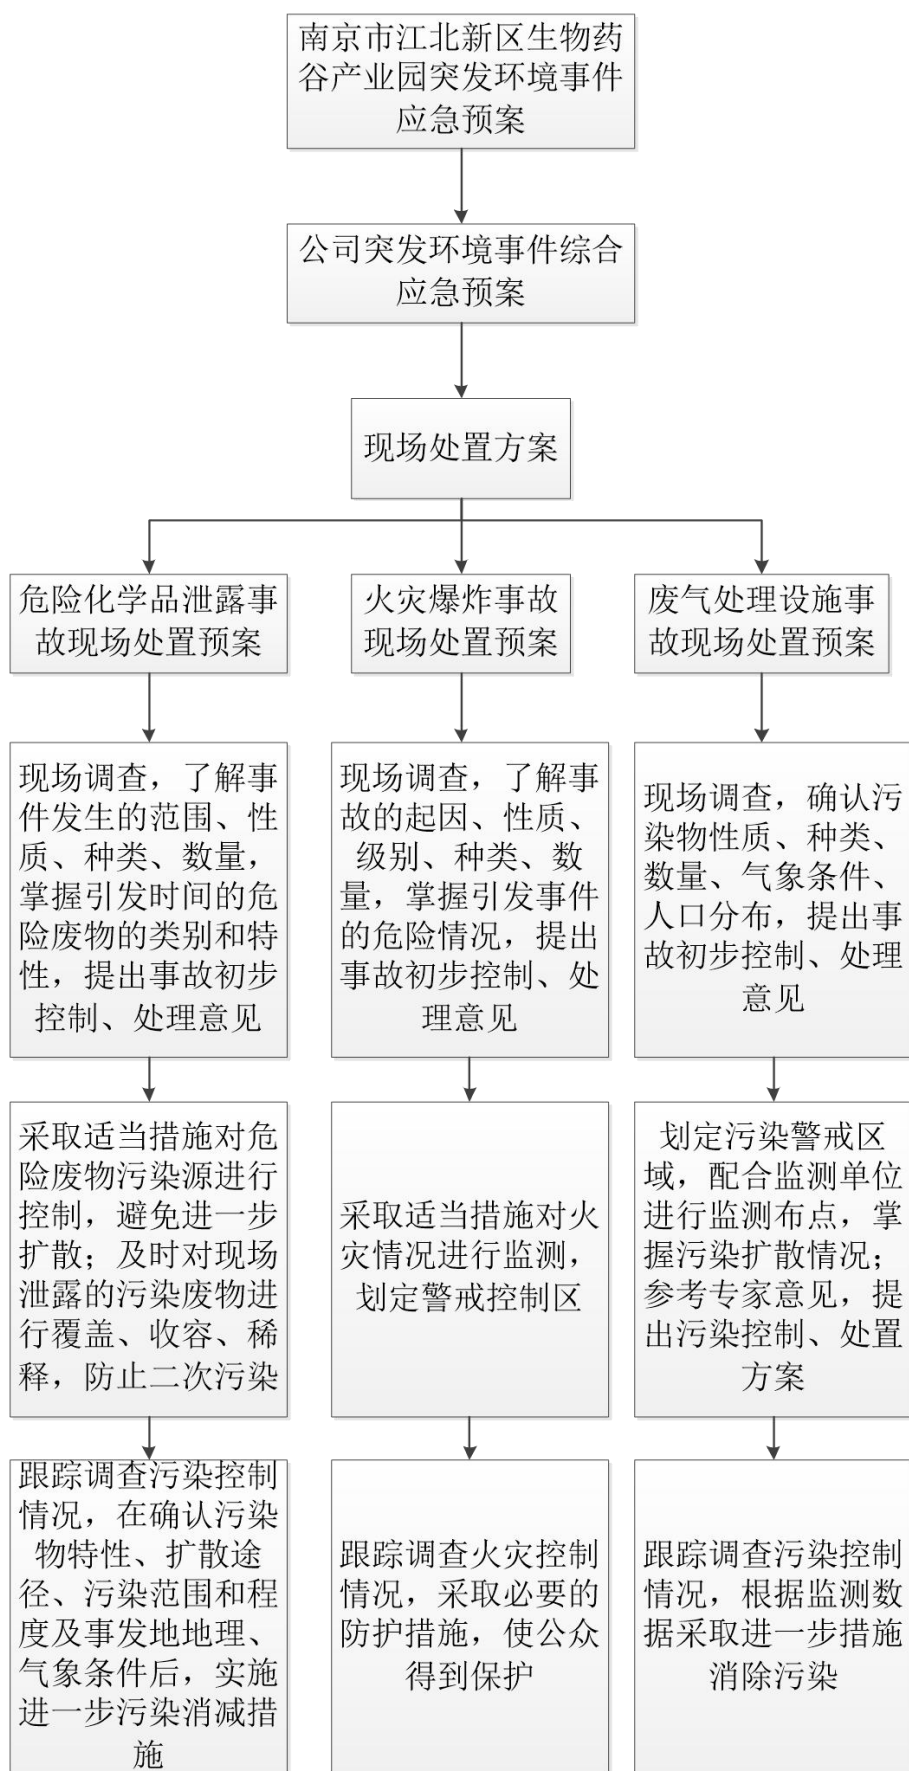 南京市江北新区生物药
谷产业园突发环境事件
应急预案
公司突发环境事件综合
应急预案
现场处置方案
危险化学品泄露事
故现场处置预案
火灾爆炸事故
现场处置预案
废气处理设施事
故现场处置预案
现场调查，了解事
件发生的范围、性
质、种类、数量，
掌握引发时间的危
险废物的类别和特
性，提出事故初步
控制、处理意见
现场调查，了解事
故的起因、性质、
级别、种类、数
量，掌握引发事件
的危险情况，提出
事故初步控制、处
理意见
现场调查，确认污
染物性质、种类、
数量、气象条件、
人口分布，提出事
故初步控制、处理
意见
采取适当措施对危
险废物污染源进行
控制，避免进一步
扩散；及时对现场
泄露的污染废物进
行覆盖、收容、稀
释，防止二次污染
采取适当措施对火
灾情况进行监测，
划定警戒控制区
划定污染警戒区
域，配合监测单位
进行监测布点，掌
握污染扩散情况；
参考专家意见，提
出污染控制、处置
方案
跟踪调查污染控制
情况，在确认污染
物特性、扩散途
径、污染范围和程
度及事发地地理、
气象条件后，实施
进一步污染消减措
施
跟踪调查火灾控制
情况，采取必要的
防护措施，使公众
得到保护
跟踪调查污染控制
情况，根据监测数
据采取进一步措施
消除污染